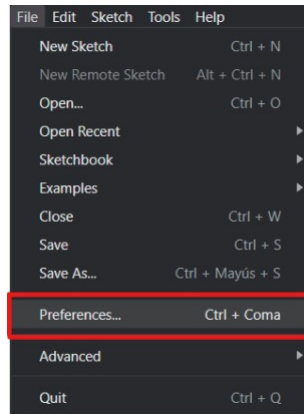 File Edit Sketch Tools Help
New Sketch Ctrl + N
New Remote Sketch Alt + Ctrl + N
Open... Ctrl + O
Open Recent
Sketchbook
Examples
Close Ctrl + W
Save Ctrl + S
Save As... Ctrl + Mayús + S
Preferences... Ctrl + Coma
Advanced
Quit Ctrl + Q